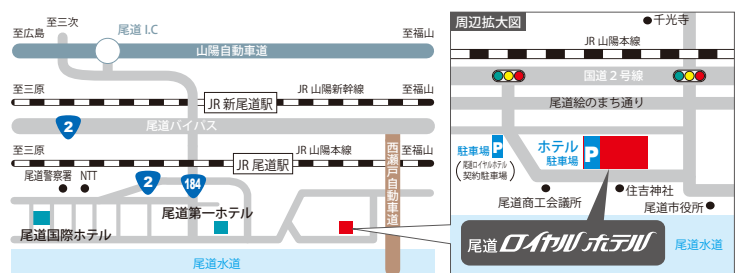 至三次
尾道 I.C
至広島
至福山
山陽自動車道
至三原
JR 山陽新幹線
至福山
JR 新尾道駅
2
尾道バイパス
至三原
JR 山陽本線
至福山
JR 尾道駅
尾道警察署
NTT
2
184
西瀬戸自動車道
尾道第一ホテル
尾道国際ホテル
尾道水道
周辺拡大図
千光寺
JR 山陽本線
国道2号線
尾道絵のまち通り
駐車場 P
(尾道ロイヤルホテル
契約駐車場)
ホテル
駐車場
P
住吉神社
尾道商工会議所
尾道市役所
尾道 ロイヤルホテル
尾道水道